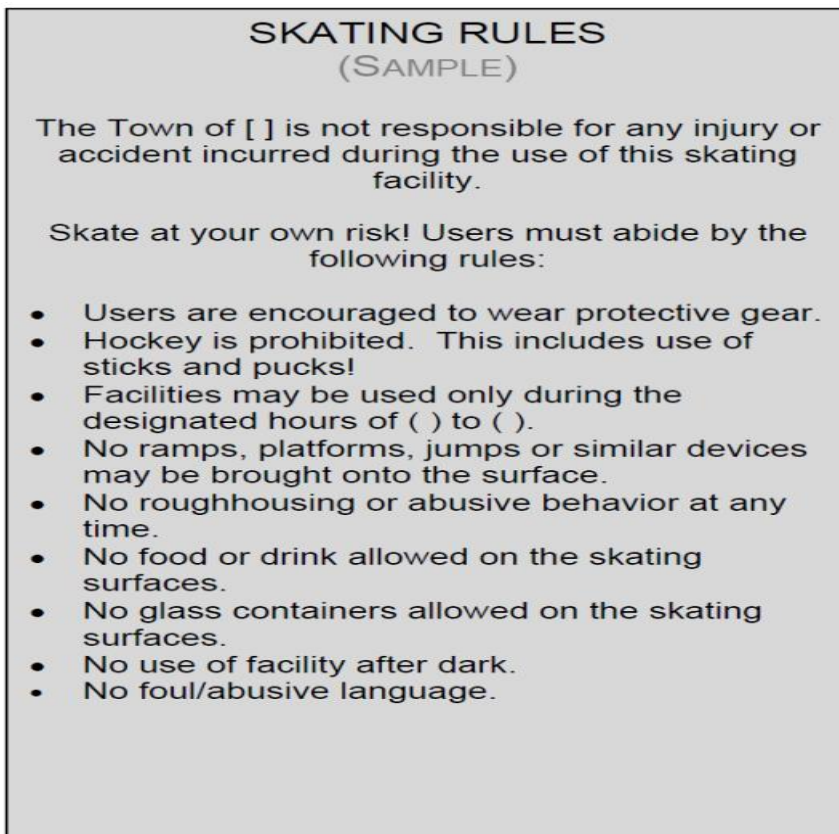 SKATING RULES
(SAMPLE)
The Town of [ ] is not responsible for any injury or
accident incurred during the use of this skating
facility.
Skate at your own risk! Users must abide by the
following rules:
• Users are encouraged to wear protective gear.
• Hockey is prohibited.  This includes use of
sticks and pucks!
• Facilities may be used only during the
designated hours of ( ) to ( ).
• No ramps, platforms, jumps or similar devices
may be brought onto the surface.
• No roughhousing or abusive behavior at any
time.
• No food or drink allowed on the skating
surfaces.
• No glass containers allowed on the skating
surfaces.
• No use of facility after dark.
• No foul/abusive language.